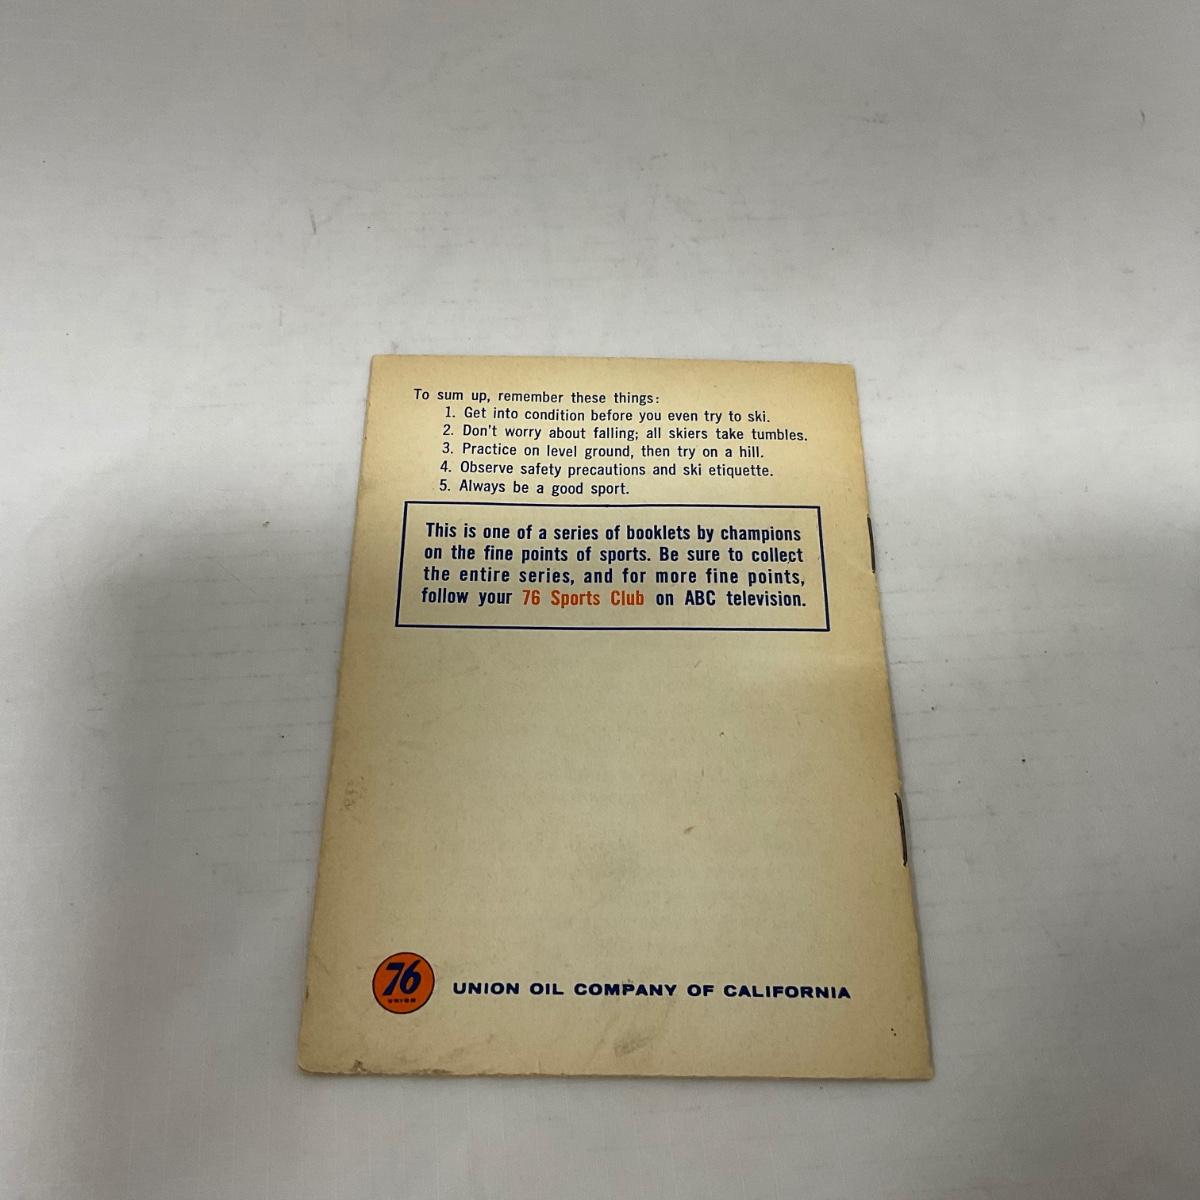 To sum up, remember these things:
1. Get into condition before you even try to ski.
2. Don't worry about falling; all skiers take tumbles.
3. Practice on level ground, then try on a hill.
4. Observe safety precautions and ski etiquette.
5. Always be a good sport.
This is one of a series of booklets by champions
on the fine points of sports. Be sure to collect
the entire series, and for more fine points,
follow your 76 Sports Club on ABC television.
76
UNION
UNION OIL COMPANY OF CALIFORNIA